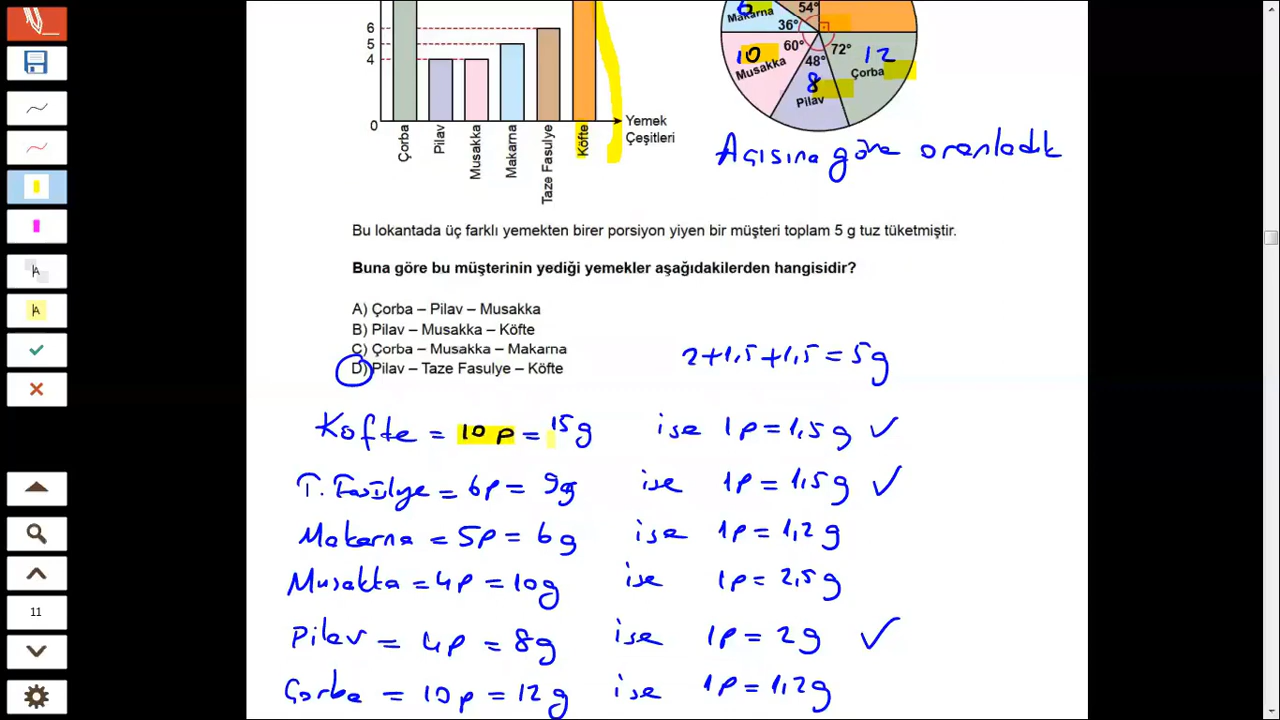 54°
6
Makarna
36°
10
Musakka
60°
48°
8
Pilav
72°
12
Çorba
6
5
4
0
Yemek
Çeşitleri
Çorba
Pilav
Musakka
Makarna
Taze Fasulye
Köfte
Açısına göre oranladık
Bu lokantada üç farklı yemekten birer porsiyon yiyen bir müşteri toplam 5 g tuz tüketmiştir.
Buna göre bu müşterinin yediği yemekler aşağıdakilerden hangisidir?
A) Çorba – Pilav – Musakka
B) Pilav – Musakka – Köfte
C) Çorba – Musakka – Makarna
D) Pilav – Taze Fasulye – Köfte
2+1,5+1,5=5g
Köfte = 10 p = 15g ise 1p = 1,5g ✓
T. Fasülye = 6p = 9g ise 1p = 1,5g ✓
Makarna = 5p = 6g ise 1p = 1,2g
Musakka = 4p = 10g ise 1p = 2,5g
Pilav = 4p = 8g ise 1p = 2g ✓
Çorba = 10p = 12g ise 1p = 1,2g
A
A
11